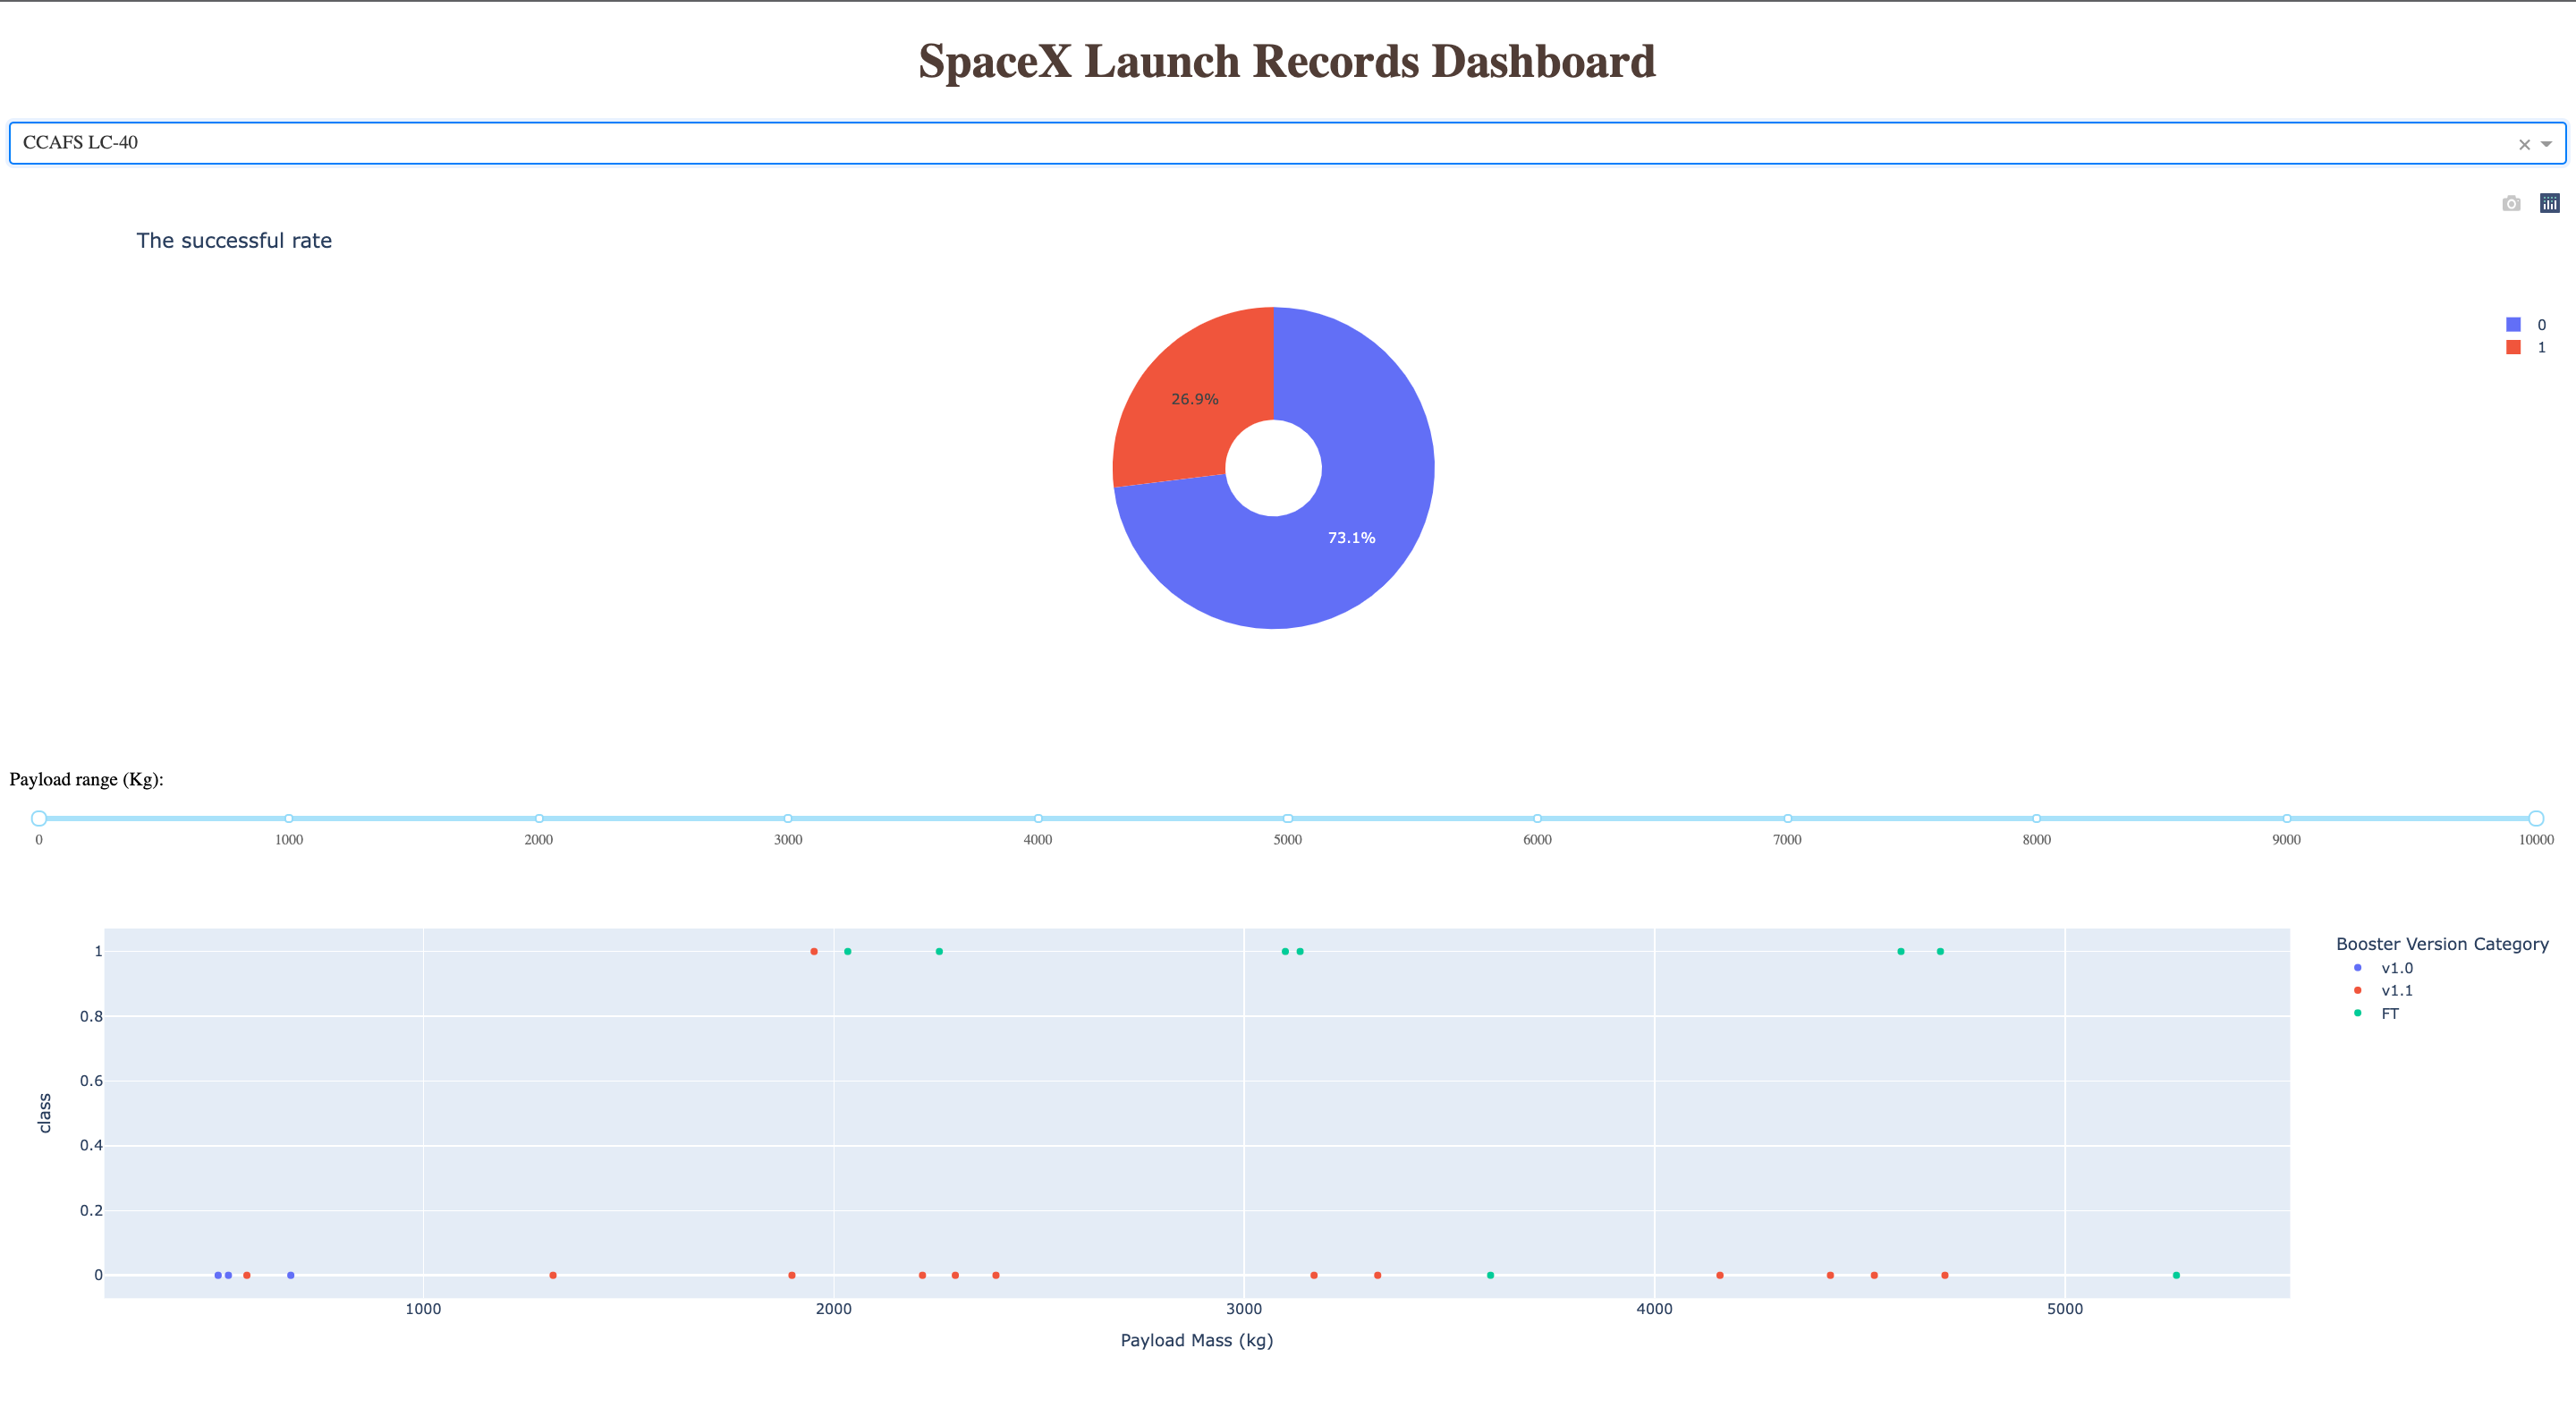 SpaceX Launch Records Dashboard
CCAFS LC-40
The successful rate
0
1
26.9%
73.1%
Payload range (Kg):
0 1000 2000 3000 4000 5000 6000 7000 8000 9000 10000
Booster Version Category
v1.0
v1.1
FT
1
0.8
0.6
0.4
0.2
0
class
1000 2000 3000 4000 5000
Payload Mass (kg)